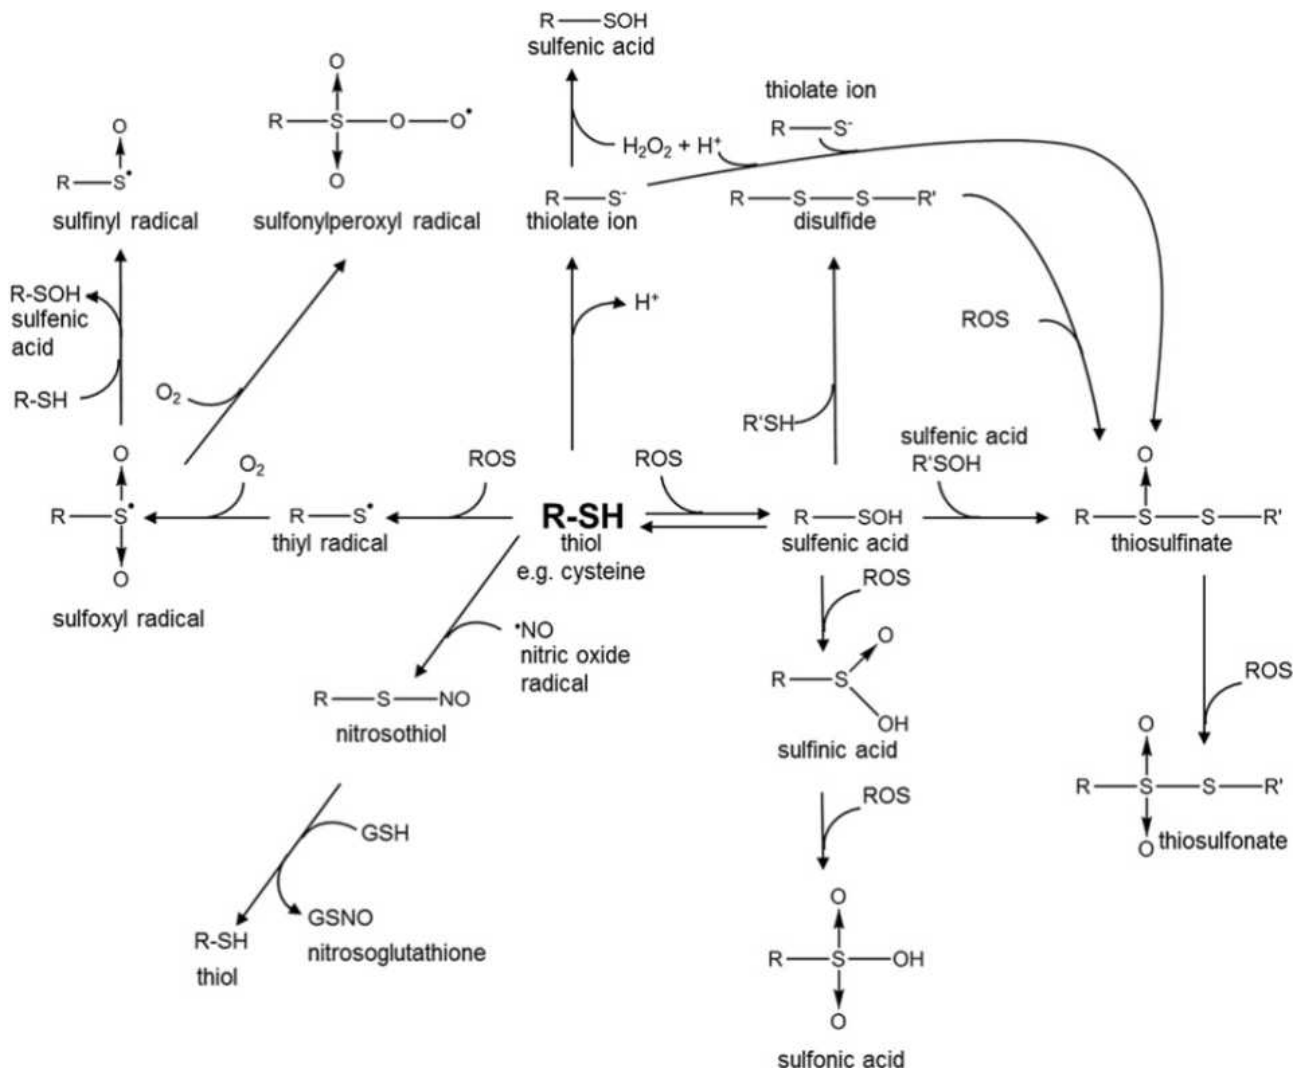 R—SOH
sulfenic acid
O
R—S—O—O•
O
sulfonylperoxyl radical
O
R—S•
sulfinyl radical
thiolate ion
R—S-
H2O2 + H+
R—S-
thiolate ion
R—S—S—R'
disulfide
R-SOH
sulfenic
acid
R-SH
O2
H+
ROS
R'SH
sulfenic acid
R'SOH
O
R—S•
O
sulfoxyl radical
O2
R—S•
thiyl radical
ROS
R-SH
thiol
e.g. cysteine
ROS
R—SOH
sulfenic acid
O
R—S—S—R'
thiosulfinate
•NO
nitric oxide
radical
R—S—NO
nitrosothiol
GSH
GSNO
nitrosoglutathione
R-SH
thiol
ROS
O
R—S
OH
sulfinic acid
ROS
O
R—S—OH
O
sulfonic acid
ROS
O
R—S—S—R'
O
thiosulfonate